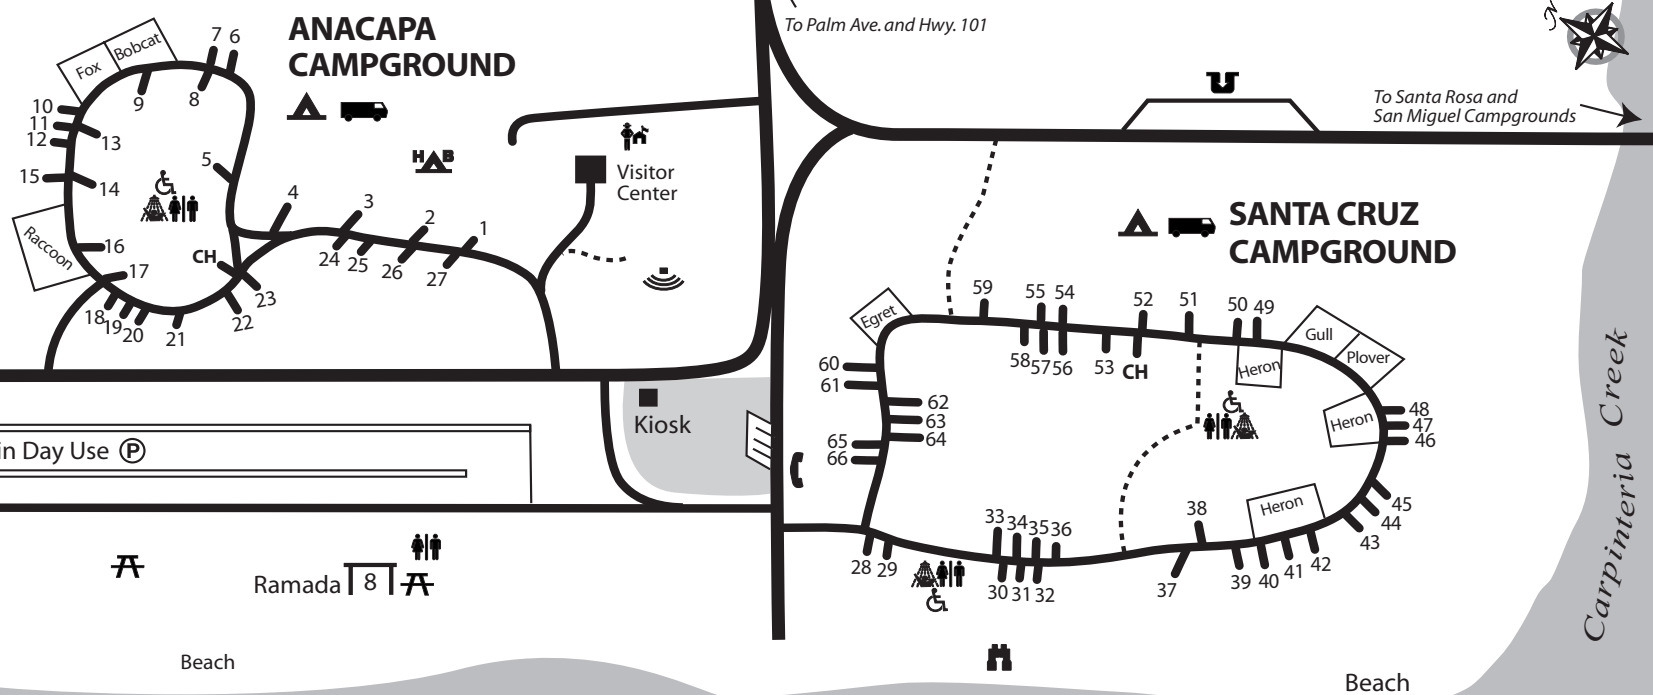 ANACAPA
CAMPGROUND
To Palm Ave. and Hwy. 101
N
To Santa Rosa and
San Miguel Campgrounds
Fox
Bobcat
7
6
9
8
10
11
12
13
15
14
5
Raccoon
16
17
CH
4
3
2
1
24
25
26
27
23
22
18
19
20
21
H B
Visitor
Center
SANTA CRUZ
CAMPGROUND
Egret
59
55
54
52
51
50
49
Gull
Plover
58
57
56
53
CH
Heron
60
61
62
63
64
65
66
Heron
48
47
46
45
44
43
Heron
38
33
34
35
36
28
29
30
31
32
37
39
40
41
42
Kiosk
in Day Use P
Ramada 8
Beach
Beach
Carpinteria Creek